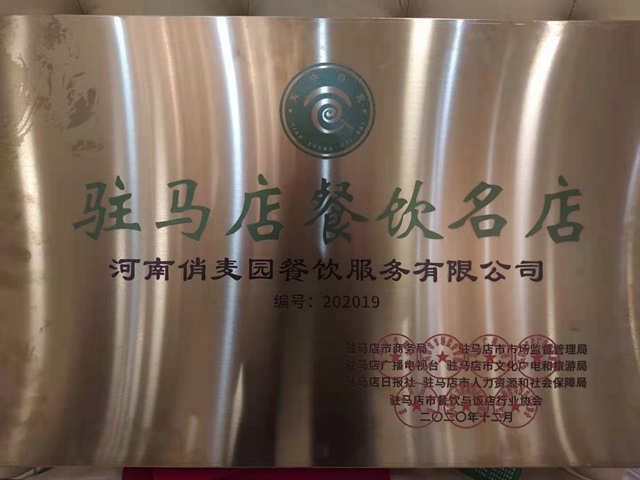 驻马店餐饮名店
河南俏麦园餐饮服务有限公司
编号：202019
驻马店市商务局 驻马店市市场监督管理局
驻马店广播电视台 驻马店市文化广电和旅游局
驻马店日报社 驻马店市人力资源和社会保障局
驻马店市餐饮与饭店行业协会
二〇二〇年十二月